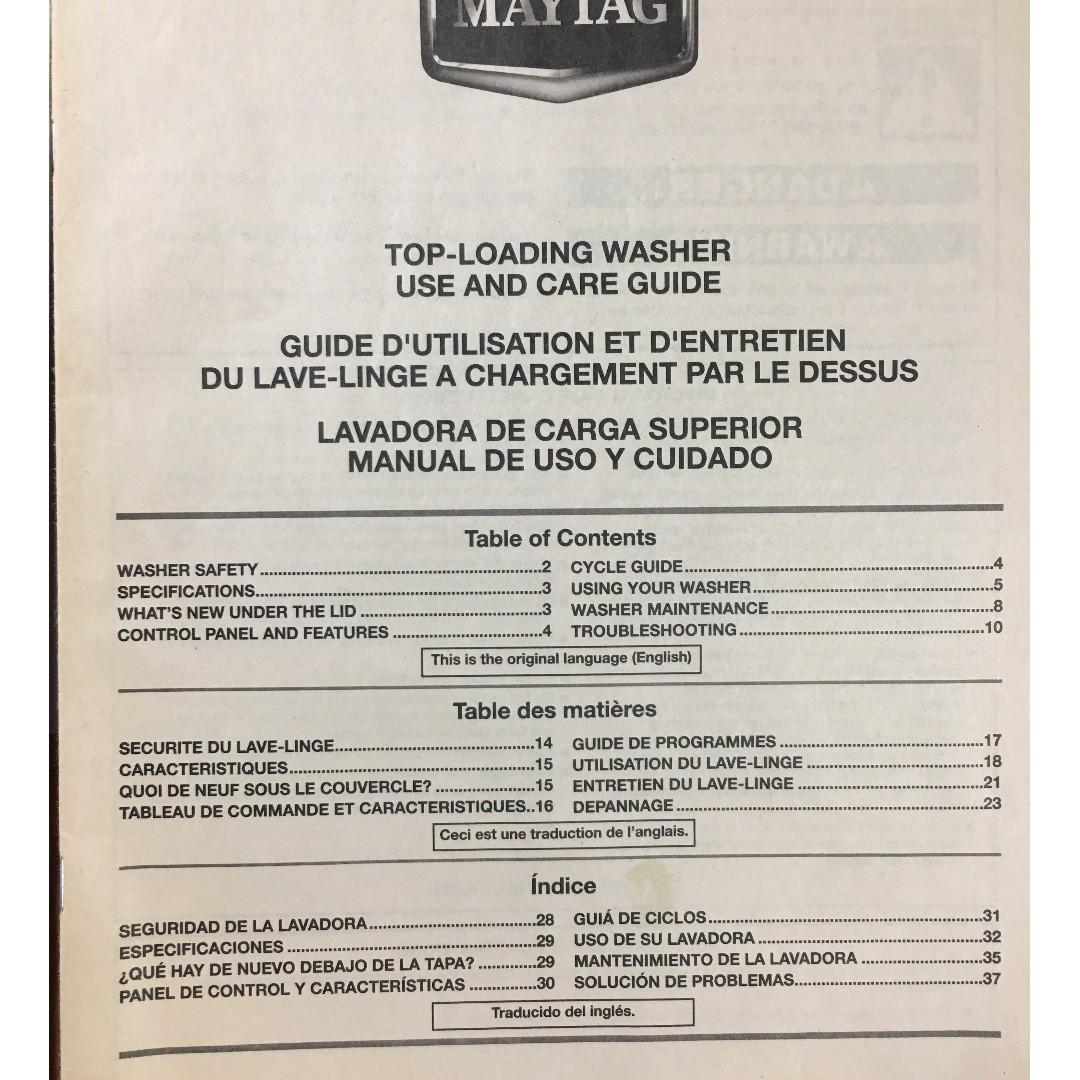 MAYTAG
TOP-LOADING WASHER
USE AND CARE GUIDE
GUIDE D'UTILISATION ET D'ENTRETIEN
DU LAVE-LINGE A CHARGEMENT PAR LE DESSUS
LAVADORA DE CARGA SUPERIOR
MANUAL DE USO Y CUIDADO
Table of Contents
WASHER SAFETY...2
SPECIFICATIONS...3
WHAT'S NEW UNDER THE LID...3
CONTROL PANEL AND FEATURES...4
CYCLE GUIDE...4
USING YOUR WASHER...5
WASHER MAINTENANCE...8
TROUBLESHOOTING...10
This is the original language (English)
Table des matières
SECURITE DU LAVE-LINGE...14
CARACTERISTIQUES...15
QUOI DE NEUF SOUS LE COUVERCLE?...15
TABLEAU DE COMMANDE ET CARACTERISTIQUES..16
GUIDE DE PROGRAMMES...17
UTILISATION DU LAVE-LINGE...18
ENTRETIEN DU LAVE-LINGE...21
DEPANNAGE...23
Ceci est une traduction de l'anglais.
Índice
SEGURIDAD DE LA LAVADORA...28
ESPECIFICACIONES...29
¿QUÉ HAY DE NUEVO DEBAJO DE LA TAPA?...29
PANEL DE CONTROL Y CARACTERÍSTICAS...30
GUIÁ DE CICLOS...31
USO DE SU LAVADORA...32
MANTENIMIENTO DE LA LAVADORA...35
SOLUCIÓN DE PROBLEMAS...37
Traducido del inglés.